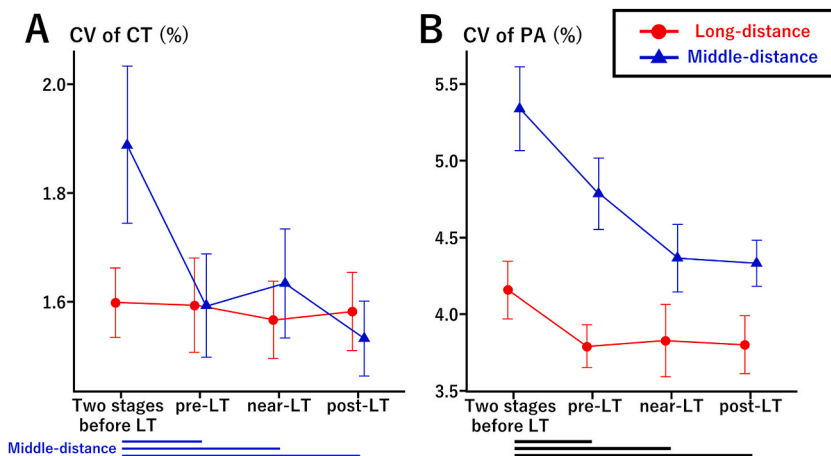 A CV of CT (%)
2.0
1.8
1.6
Two stages before LT
pre-LT
near-LT
post-LT
Middle-distance
B CV of PA (%)
Long-distance
Middle-distance
5.5
5.0
4.5
4.0
3.5
Two stages before LT
pre-LT
near-LT
post-LT